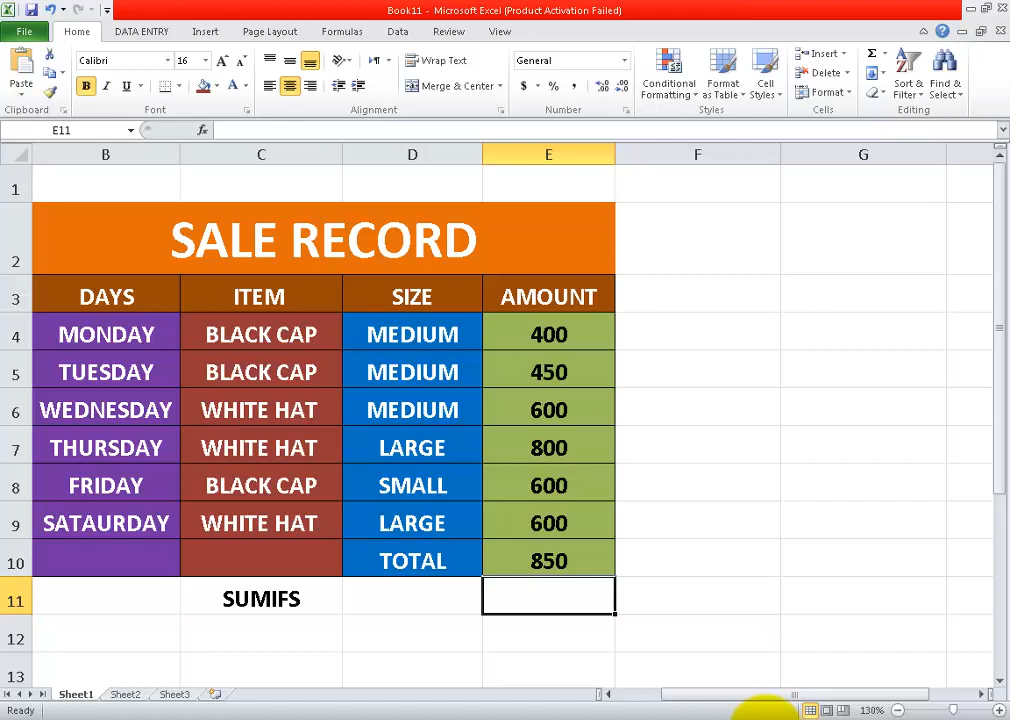 Book11 - Microsoft Excel (Product Activation Failed)
File Home DATA ENTRY Insert Page Layout Formulas Data Review View
Paste
Calibri 16
B I U
Wrap Text
Merge & Center
General
$ % ,
Conditional Formatting
Format as Table
Cell Styles
Insert
Delete
Format
Sort & Filter
Find & Select
Clipboard Font Alignment Number Styles Cells Editing
E11 fx
B C D E F G
1
2 SALE RECORD
3 DAYS ITEM SIZE AMOUNT
4 MONDAY BLACK CAP MEDIUM 400
5 TUESDAY BLACK CAP MEDIUM 450
6 WEDNESDAY WHITE HAT MEDIUM 600
7 THURSDAY WHITE HAT LARGE 800
8 FRIDAY BLACK CAP SMALL 600
9 SATAURDAY WHITE HAT LARGE 600
10 TOTAL 850
11 SUMIFS
12
13
Sheet1 Sheet2 Sheet3
Ready 130%